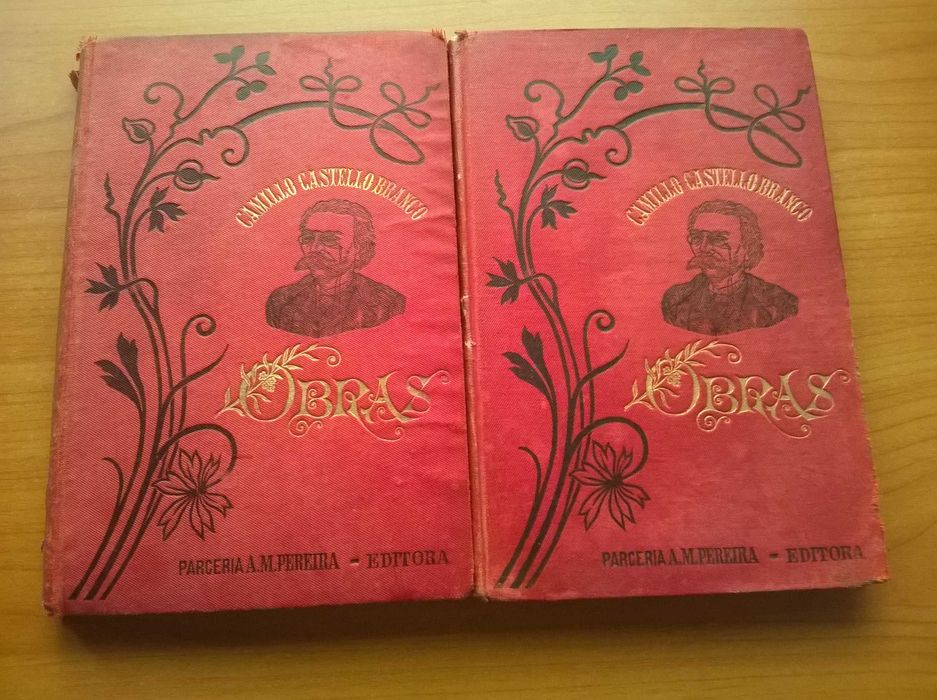 CAMILLO CASTELLO BRANCO
OBRAS
PARCERIA A. M. PEREIRA - EDITORA
CAMILLO CASTELLO BRANCO
OBRAS
PARCERIA A. M. PEREIRA - EDITORA